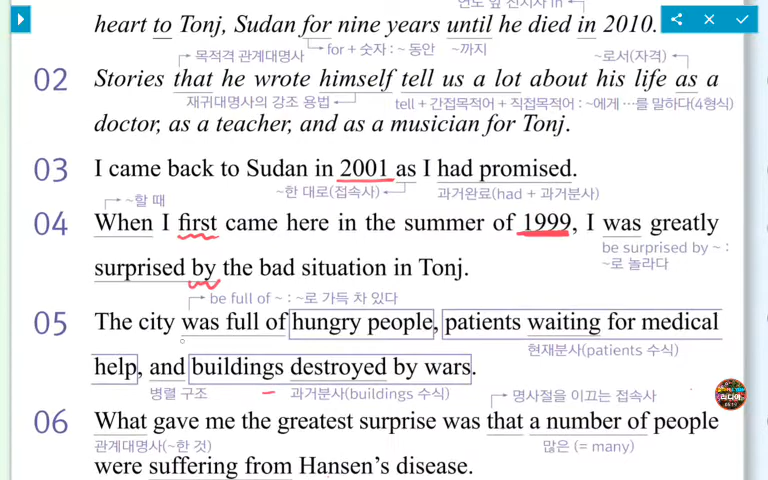 연도 앞 전치사 in
heart to Tonj, Sudan for nine years until he died in 2010.
목적격 관계대명사 for + 숫자 : ~ 동안 ~까지 ~로서(자격)
02 Stories that he wrote himself tell us a lot about his life as a
재귀대명사의 강조 용법 tell + 간접목적어 + 직접목적어 : ~에게 …를 말하다(4형식)
doctor, as a teacher, and as a musician for Tonj.
03 I came back to Sudan in 2001 as I had promised.
~한 대로(접속사) 과거완료(had + 과거분사)
~할 때
04 When I first came here in the summer of 1999, I was greatly
be surprised by ~ :
~로 놀라다
surprised by the bad situation in Tonj.
be full of ~ : ~로 가득 차 있다
05 The city was full of hungry people, patients waiting for medical
현재분사(patients 수식)
help, and buildings destroyed by wars.
병렬 구조 과거분사(buildings 수식)
명사절을 이끄는 접속사
06 What gave me the greatest surprise was that a number of people
관계대명사(~한 것) 많은 (= many)
were suffering from Hansen's disease.